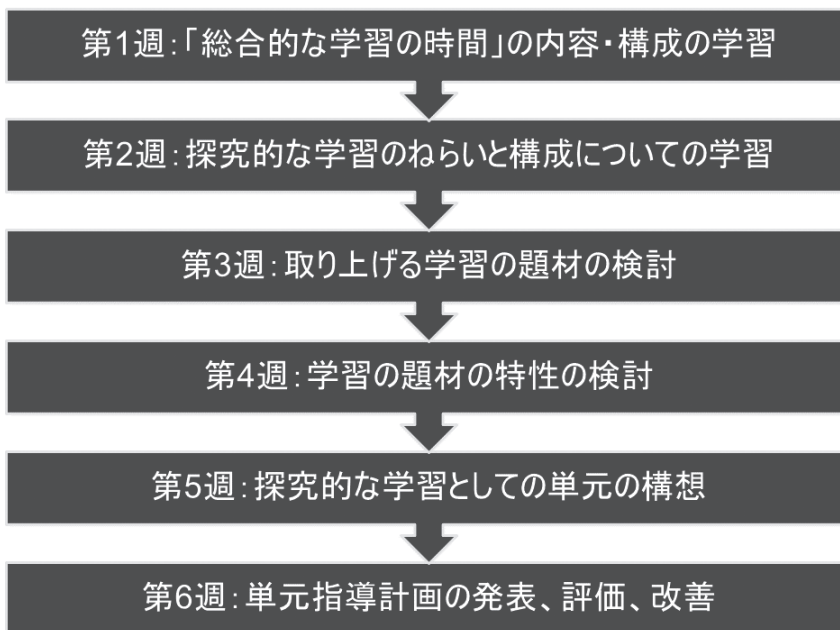 第1週：「総合的な学習の時間」の内容・構成の学習
第2週：探究的な学習のねらいと構成についての学習
第3週：取り上げる学習の題材の検討
第4週：学習の題材の特性の検討
第5週：探究的な学習としての単元の構想
第6週：単元指導計画の発表、評価、改善